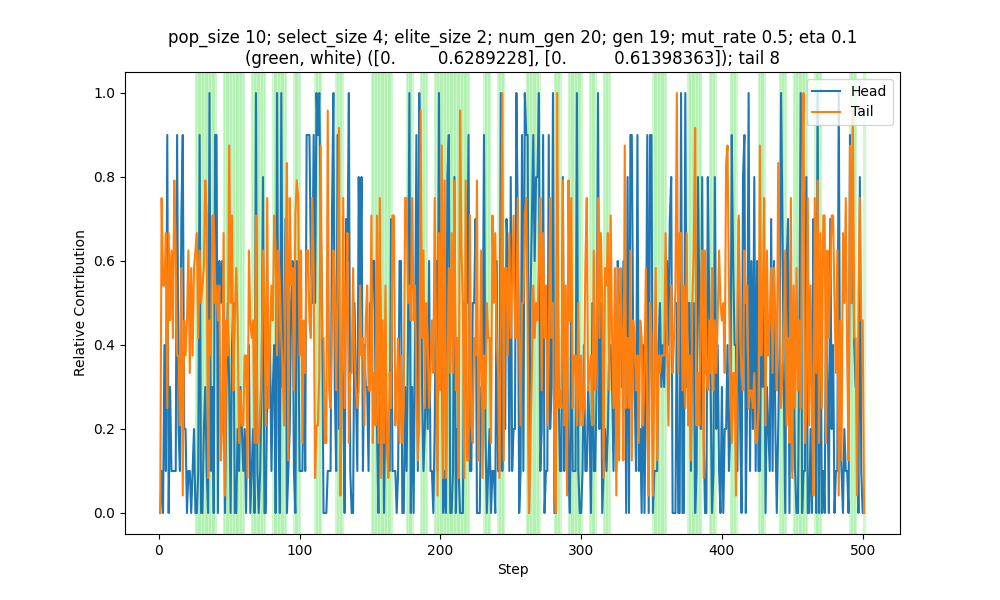 pop_size 10; select_size 4; elite_size 2; num_gen 20; gen 19; mut_rate 0.5; eta 0.1
(green, white) ([0. 0.6289228], [0. 0.61398363]); tail 8
Head
Tail
Relative Contribution
1.0
0.8
0.6
0.4
0.2
0.0
0 100 200 300 400 500
Step